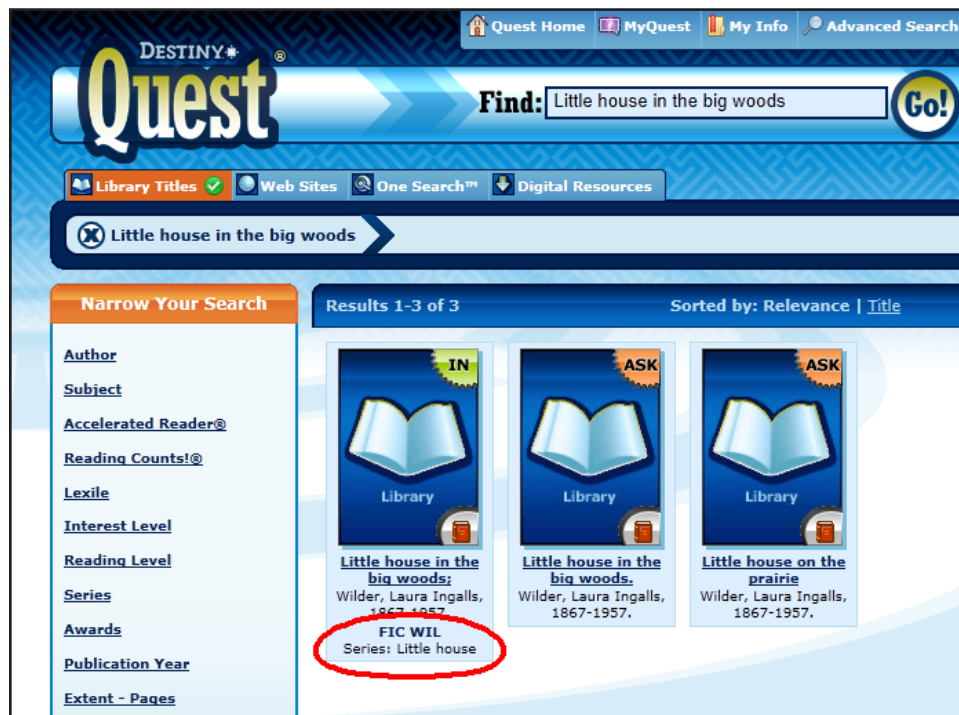 Quest Home MyQuest My Info Advanced Search
DESTINY
Quest®
Find: Little house in the big woods Go!
Library Titles Web Sites One Search™ Digital Resources
Little house in the big woods
Narrow Your Search
Author
Subject
Accelerated Reader®
Reading Counts!®
Lexile
Interest Level
Reading Level
Series
Awards
Publication Year
Extent - Pages
Results 1-3 of 3 Sorted by: Relevance | Title
IN
Library
Little house in the
big woods;
Wilder, Laura Ingalls,
1867-1957.
FIC WIL
Series: Little house
ASK
Library
Little house in the
big woods.
Wilder, Laura Ingalls,
1867-1957.
ASK
Library
Little house on the
prairie
Wilder, Laura Ingalls,
1867-1957.